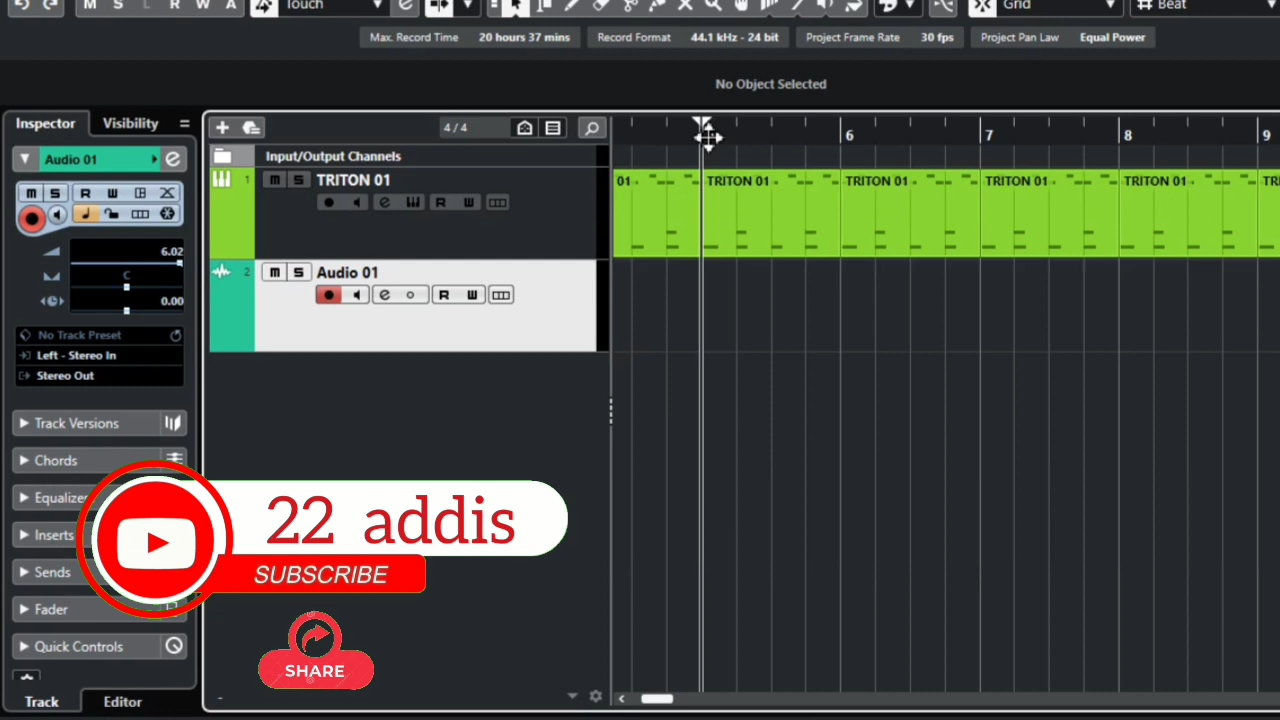 M S L R W A Touch Grid Beat
Max. Record Time 20 hours 37 mins Record Format 44.1 kHz - 24 bit Project Frame Rate 30 fps Project Pan Law Equal Power
No Object Selected
Inspector Visibility
4/4
6 7 8 9
Audio 01
Input/Output Channels
1 TRITON 01
01 TRITON 01 TRITON 01 TRITON 01 TRITON 01 TRI
M S R W
M S
R W
6.02
C
0.00
2 M S Audio 01
R W
No Track Preset
Left - Stereo In
Stereo Out
Track Versions
Chords
Equalize
Inserts
Sends
Fader
Quick Controls
22 addis
SUBSCRIBE
SHARE
Track Editor